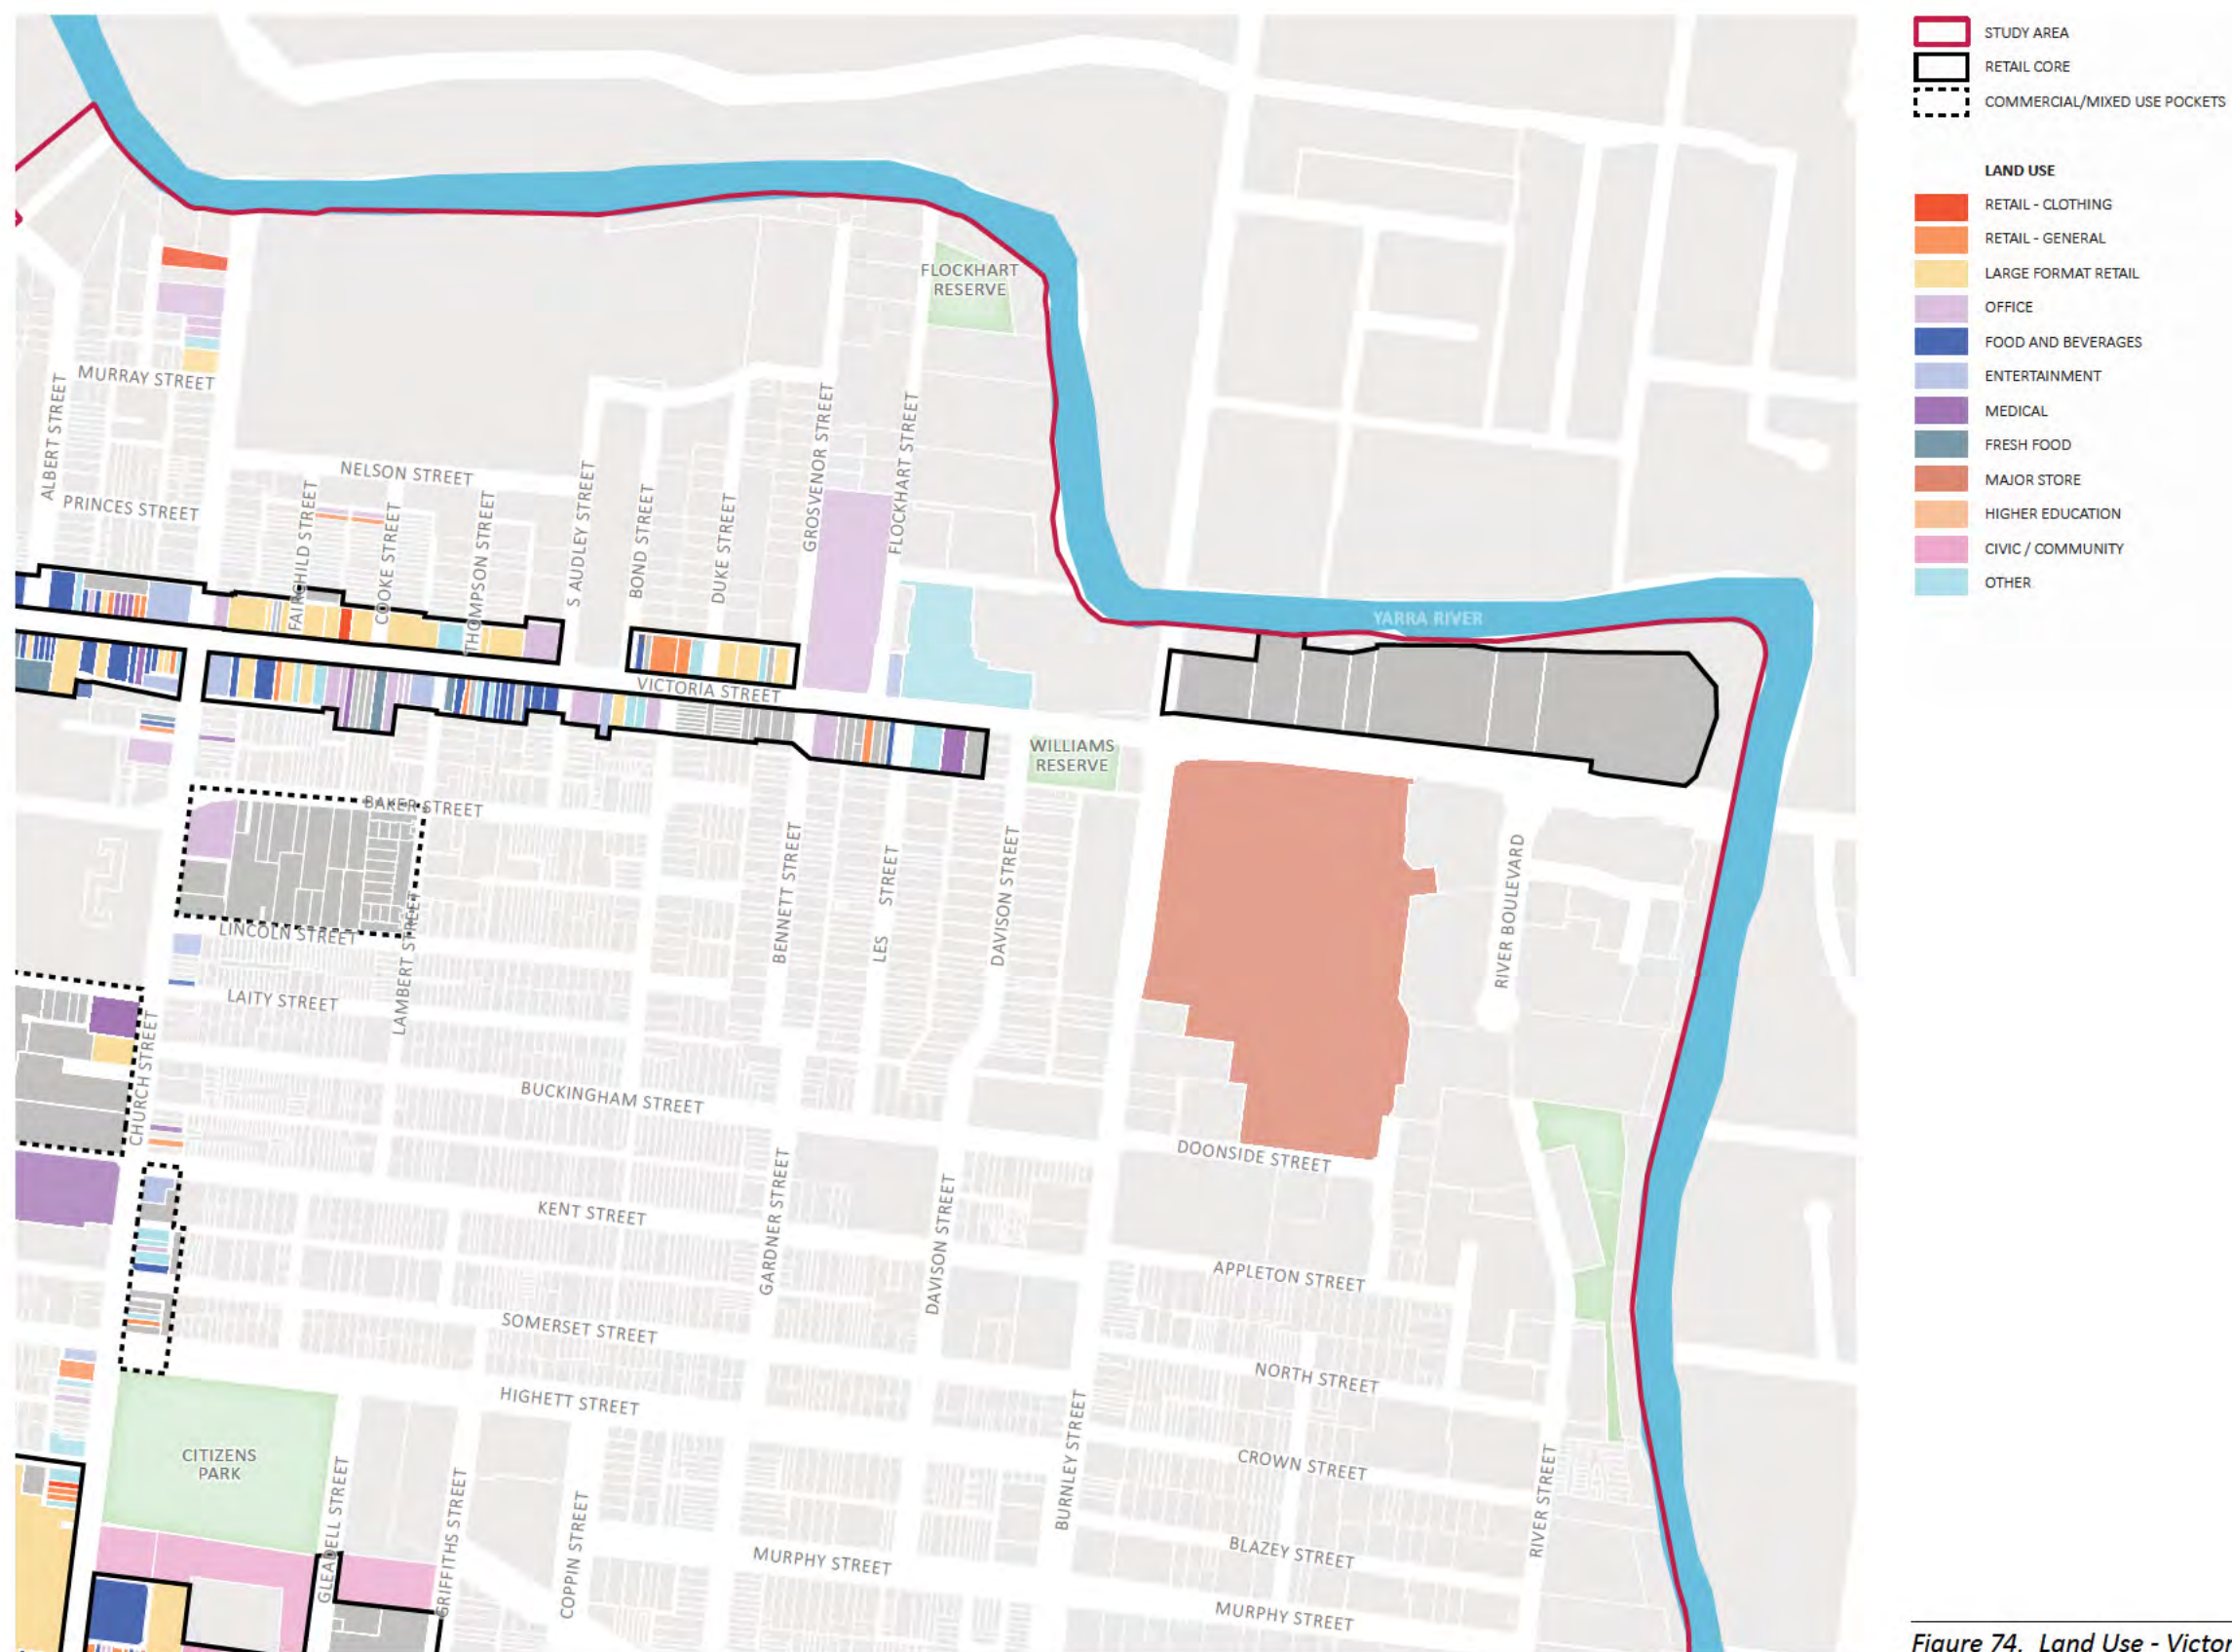 STUDY AREA
RETAIL CORE
COMMERCIAL/MIXED USE POCKETS
LAND USE
RETAIL - CLOTHING
RETAIL - GENERAL
LARGE FORMAT RETAIL
OFFICE
FOOD AND BEVERAGES
ENTERTAINMENT
MEDICAL
FRESH FOOD
MAJOR STORE
HIGHER EDUCATION
CIVIC / COMMUNITY
OTHER
FLOCKHART
RESERVE
MURRAY STREET
ALBERT STREET
PRINCES STREET
NELSON STREET
FAIRCHILD STREET
COOKE STREET
THOMPSON STREET
S AUDLEY STREET
BOND STREET
DUKE STREET
GROSVENOR STREET
FLOCKHART STREET
YARRA RIVER
VICTORIA STREET
WILLIAMS
RESERVE
BAKER STREET
LINCOLN STREET
LAMBERT STREET
LAITY STREET
BENNETT STREET
LES STREET
DAVISON STREET
RIVER BOULEVARD
CHURCH STREET
BUCKINGHAM STREET
DOONSIDE STREET
KENT STREET
GARDNER STREET
DAVISON STREET
APPLETON STREET
SOMERSET STREET
NORTH STREET
HIGHETT STREET
BURNLEY STREET
CITIZENS
PARK
CROWN STREET
RIVER STREET
GLEADELL STREET
GRIFFITHS STREET
COPPIN STREET
MURPHY STREET
BLAZEY STREET
MURPHY STREET
Figure 74. Land Use - Victor